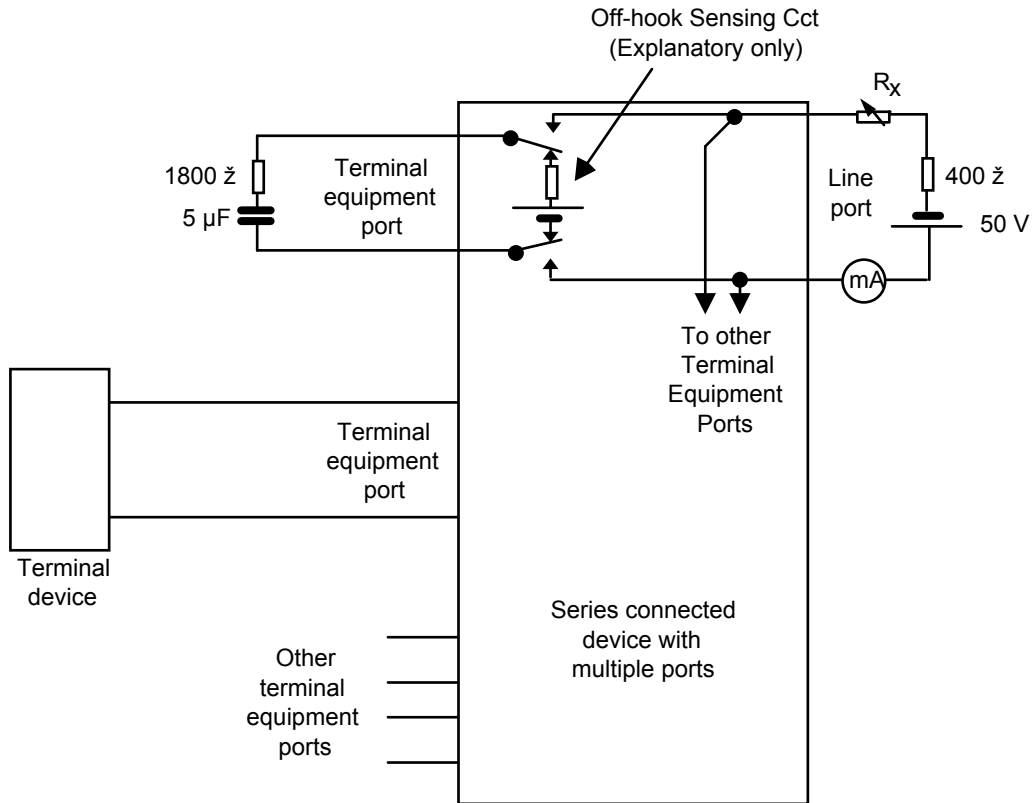 Off-hook Sensing Cct
(Explanatory only)
Rx
1800 ž
5 µF
Terminal
equipment
port
Line
port
400 ž
50 V
mA
To other
Terminal
Equipment
Ports
Terminal
equipment
port
Terminal
device
Series connected
device with
multiple ports
Other
terminal
equipment
ports